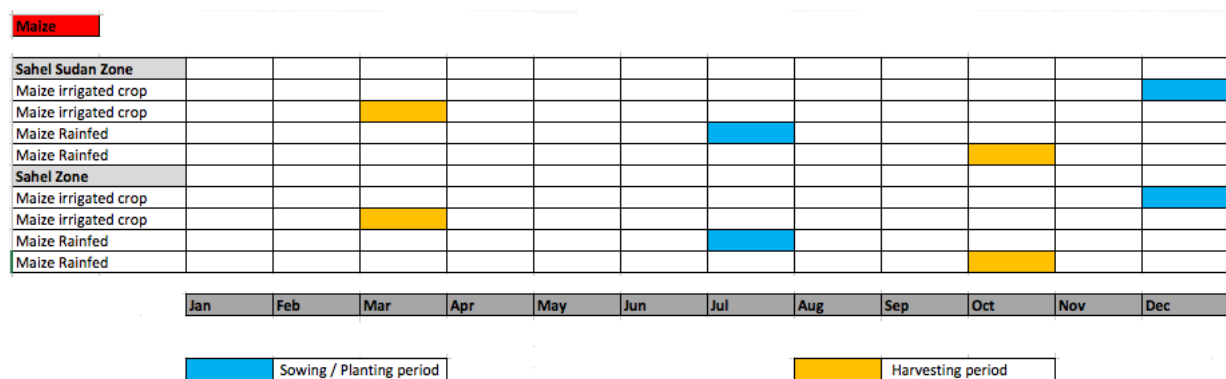 Maize
Sahel Sudan Zone
Maize irrigated crop
Maize irrigated crop
Maize Rainfed
Maize Rainfed
Sahel Zone
Maize irrigated crop
Maize irrigated crop
Maize Rainfed
Maize Rainfed
Jan Feb Mar Apr May Jun Jul Aug Sep Oct Nov Dec
Sowing / Planting period Harvesting period